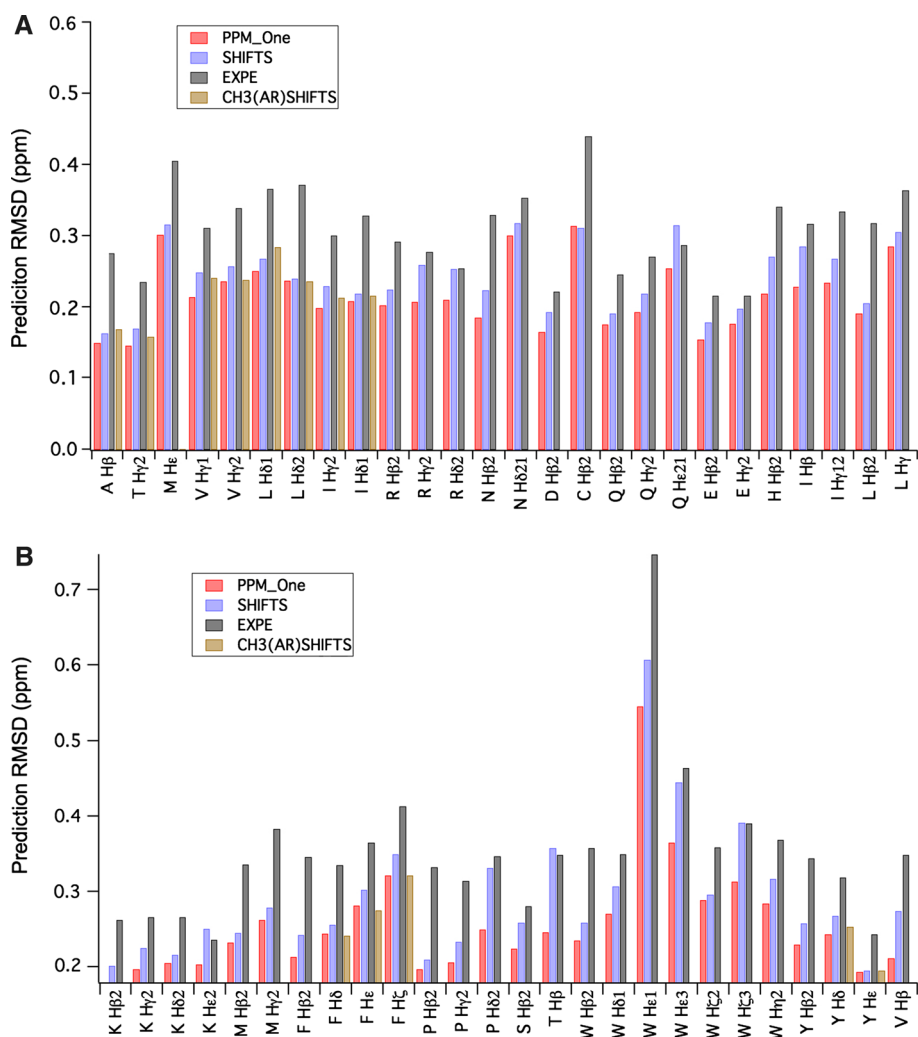 A
0.6
0.5
0.4
0.3
0.2
0.1
0.0
Prediciton RMSD (ppm)
PPM_One
SHIFTS
EXPE
CH3(AR)SHIFTS
A Hβ
T Hγ2
M Hε
V Hγ1
V Hγ2
L Hδ1
L Hδ2
I Hγ2
I Hδ1
R Hβ2
R Hγ2
R Hδ2
N Hβ2
N Hδ21
D Hβ2
C Hβ2
Q Hβ2
Q Hγ2
Q Hε21
E Hβ2
E Hγ2
H Hβ2
I Hβ
I Hγ12
L Hβ2
L Hγ
B
0.7
0.6
0.5
0.4
0.3
0.2
Prediction RMSD (ppm)
PPM_One
SHIFTS
EXPE
CH3(AR)SHIFTS
K Hβ2
K Hγ2
K Hδ2
K Hε2
M Hβ2
M Hγ2
F Hβ2
F Hδ
F Hε
F Hζ
P Hβ2
P Hγ2
P Hδ2
S Hβ2
T Hβ
W Hβ2
W Hδ1
W Hε1
W Hε3
W Hζ2
W Hζ3
W Hη2
Y Hβ2
Y Hδ
Y Hε
V Hβ